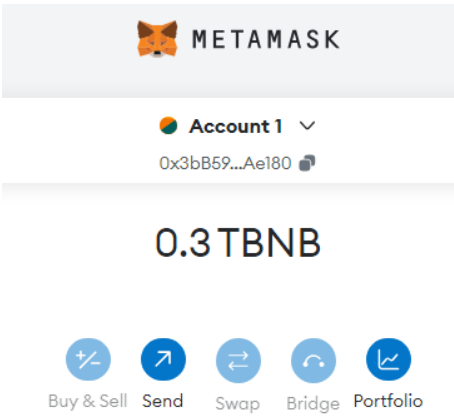 METAMASK
Account 1
0x3bB59...Ae180
0.3 TBNB
Buy & Sell Send Swap Bridge Portfolio